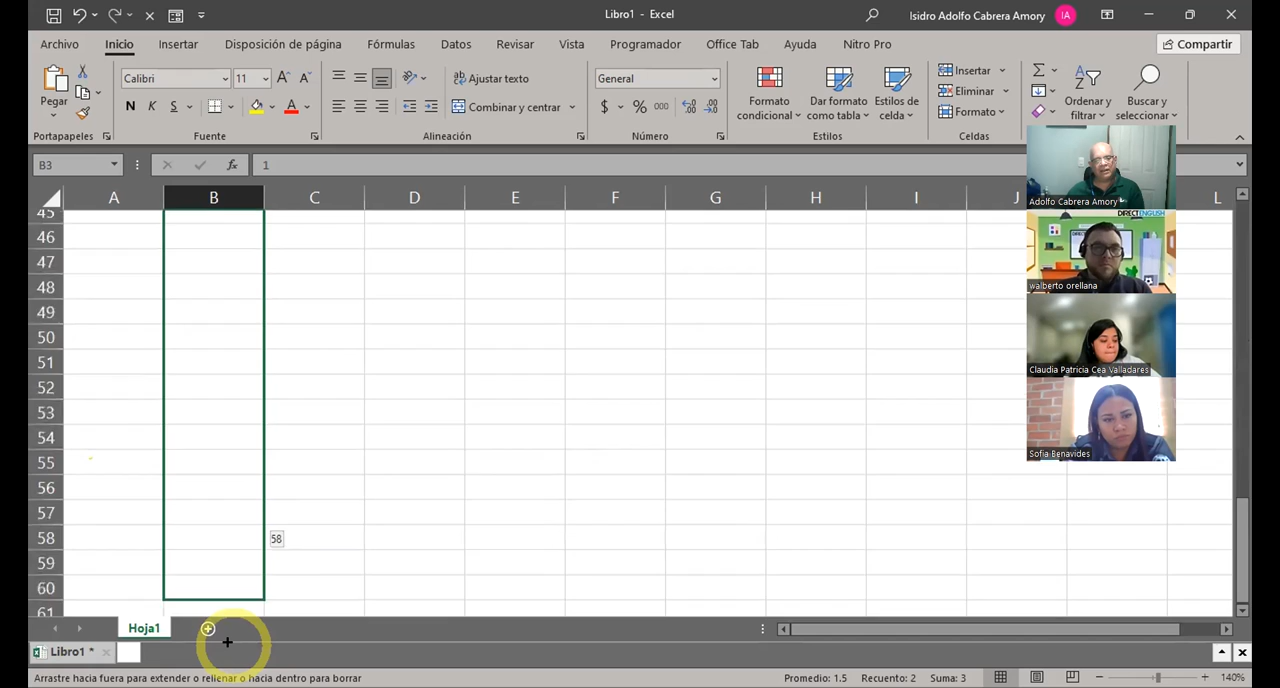 Libro1 - Excel
Isidro Adolfo Cabrera Amory
IA
Archivo Inicio Insertar Disposición de página Fórmulas Datos Revisar Vista Programador Office Tab Ayuda Nitro Pro Compartir
Pegar
Portapapeles
Calibri 11
N K S
Fuente
Ajustar texto
Combinar y centrar
Alineación
General
$ % 000
Número
Formato condicional
Dar formato como tabla
Estilos de celda
Estilos
Insertar
Eliminar
Formato
Celdas
Ordenar y filtrar
Buscar y seleccionar
B3 fx 1
A B C D E F G H I J L
45
46
47
48
49
50
51
52
53
54
55
56
57
58 58
59
60
61
Adolfo Cabrera Amory
DIRECT ENGLISH
walberto orellana
Claudia Patricia Cea Valladares
Sofia Benavides
Hoja1
Libro1 *
Arrastre hacia fuera para extender o rellenar o hacia dentro para borrar
Promedio: 1.5 Recuento: 2 Suma: 3
140%